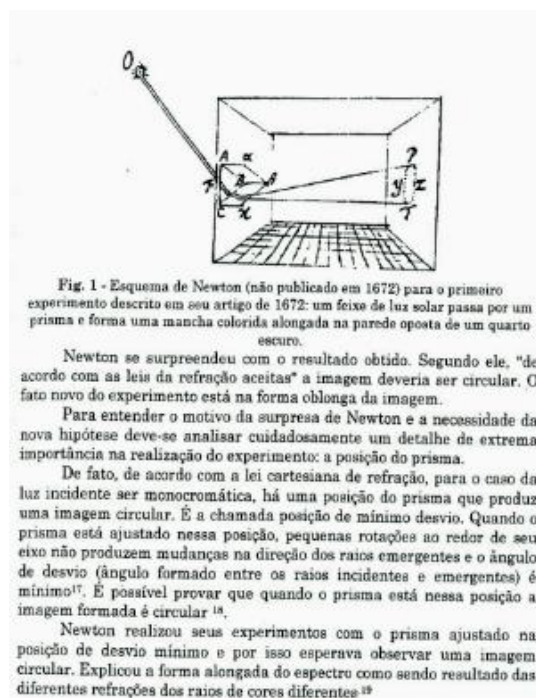 O
A α
B
C
P
y z
T
Fig. 1 - Esquema de Newton (não publicado em 1672) para o primeiro
experimento descrito em seu artigo de 1672: um feixe de luz solar passa por um
prisma e forma uma mancha colorida alongada na parede oposta de um quarto
escuro.
Newton se surpreendeu com o resultado obtido. Segundo ele, "de
acordo com as leis da refração aceitas" a imagem deveria ser circular. O
fato novo do experimento está na forma oblonga da imagem.
Para entender o motivo da surpresa de Newton e a necessidade da
nova hipótese deve-se analisar cuidadosamente um detalhe de extrema
importância na realização do experimento: a posição do prisma.
De fato, de acordo com a lei cartesiana de refração, para o caso da
luz incidente ser monocromática, há uma posição do prisma que produz
uma imagem circular. É a chamada posição de mínimo desvio. Quando o
prisma está ajustado nessa posição, pequenas rotações ao redor de seu
eixo não produzem mudanças na direção dos raios emergentes e o ângulo
de desvio (ângulo formado entre os raios incidentes e emergentes) é
mínimo¹⁷. É possível provar que quando o prisma está nessa posição a
imagem formada é circular ¹⁸.
Newton realizou seus experimentos com o prisma ajustado na
posição de desvio mínimo e por isso esperava observar uma imagem
circular. Explicou a forma alongada do espectro como sendo resultado das
diferentes refrações dos raios de cores diferentes ¹⁹